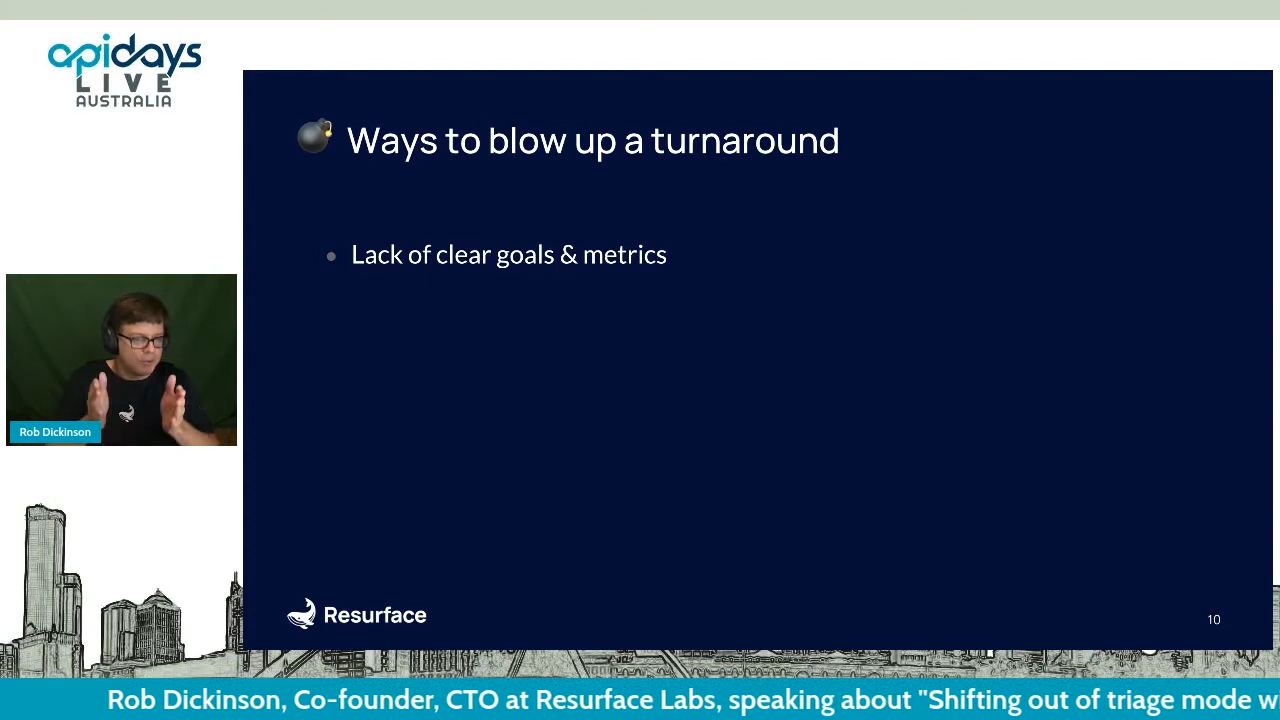 apidays
LIVE
AUSTRALIA
Ways to blow up a turnaround
Lack of clear goals & metrics
Rob Dickinson
Resurface
10
Rob Dickinson, Co-founder, CTO at Resurface Labs, speaking about "Shifting out of triage mode w